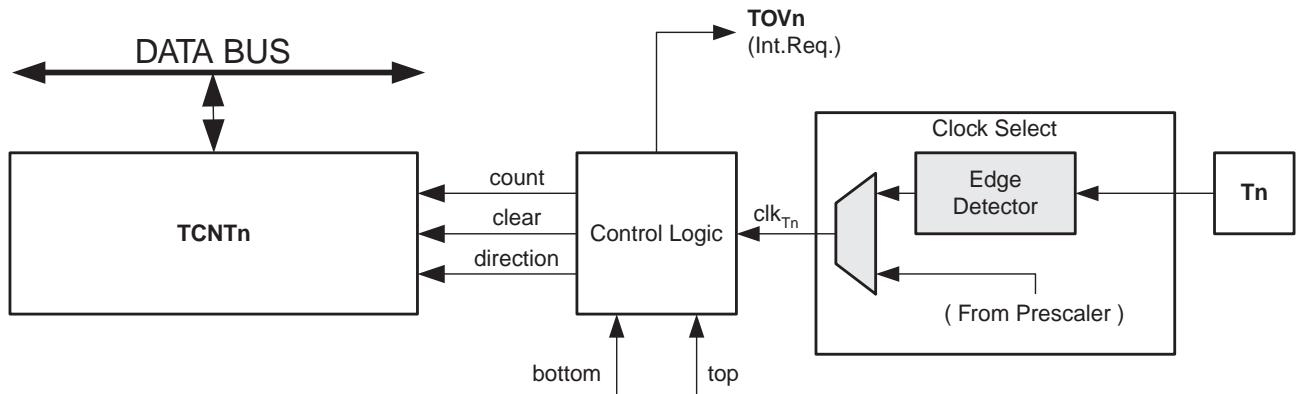 TOVn
(Int.Req.)
DATA BUS
Clock Select
Edge
Detector
Tn
count
clear
direction
TCNTn
Control Logic
clkTn
( From Prescaler )
bottom
top